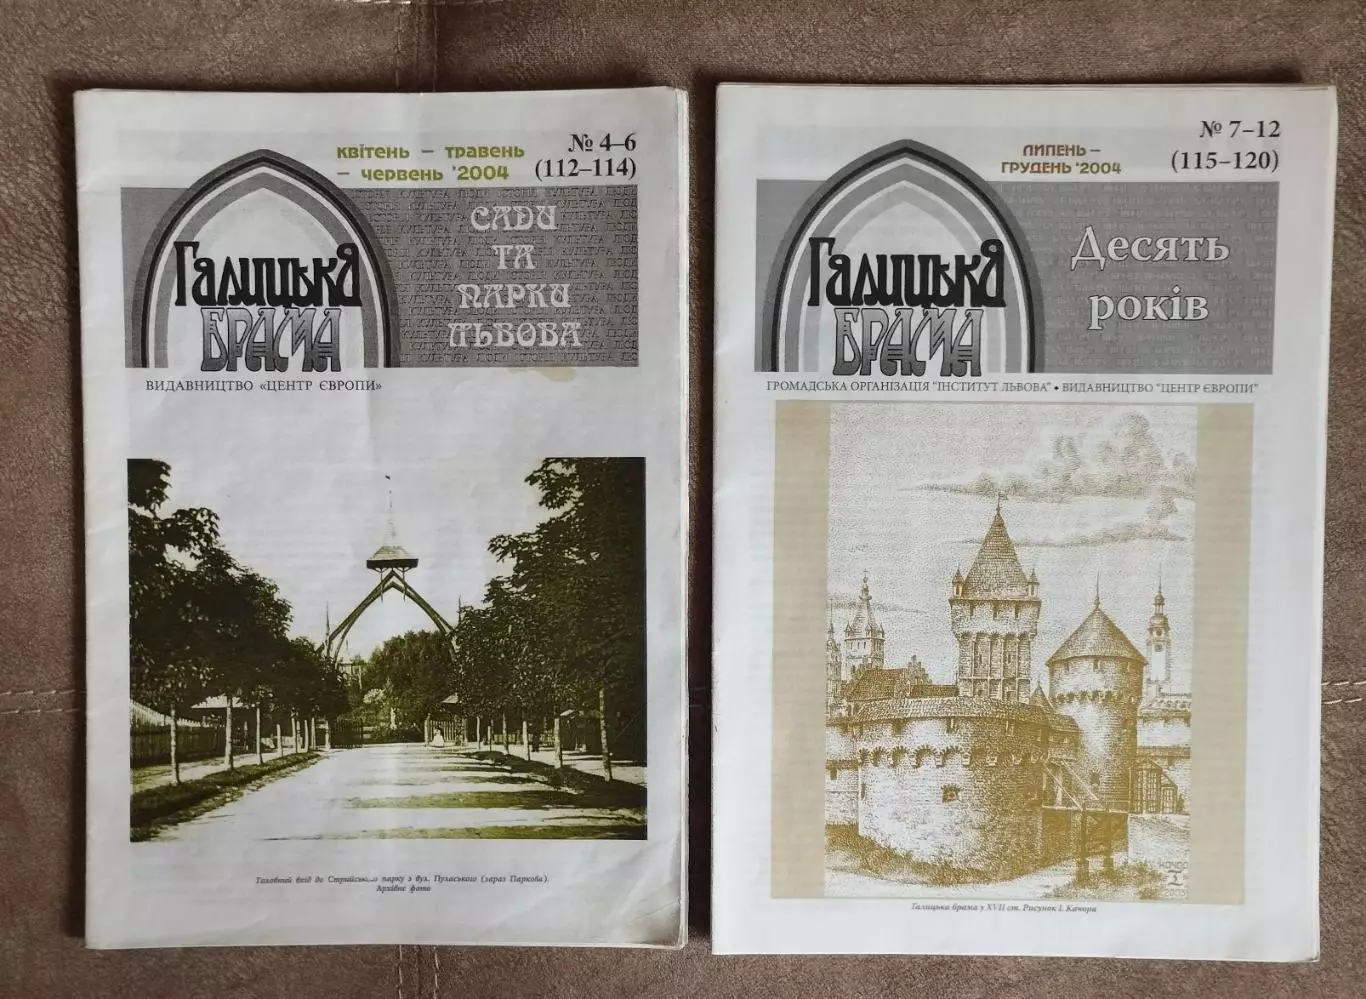 квітень – травень
– червень '2004
№ 4–6
(112–114)
Галицька
БРАМА
САДИ
ТА
ПАРКИ
ЛЬВОВА
ВИДАВНИЦТВО «ЦЕНТР ЄВРОПИ»
Головний вхід до Стрийського парку з вул. Пуласького (зараз Паркова).
Архівне фото
ЛИПЕНЬ –
ГРУДЕНЬ '2004
№ 7–12
(115–120)
Галицька
БРАМА
Десять
років
ГРОМАДСЬКА ОРГАНІЗАЦІЯ "ІНСТИТУТ ЛЬВОВА" • ВИДАВНИЦТВО "ЦЕНТР ЄВРОПИ"
КАЧОР
2005
Галицька брама у XVII ст. Рисунок І. Качора